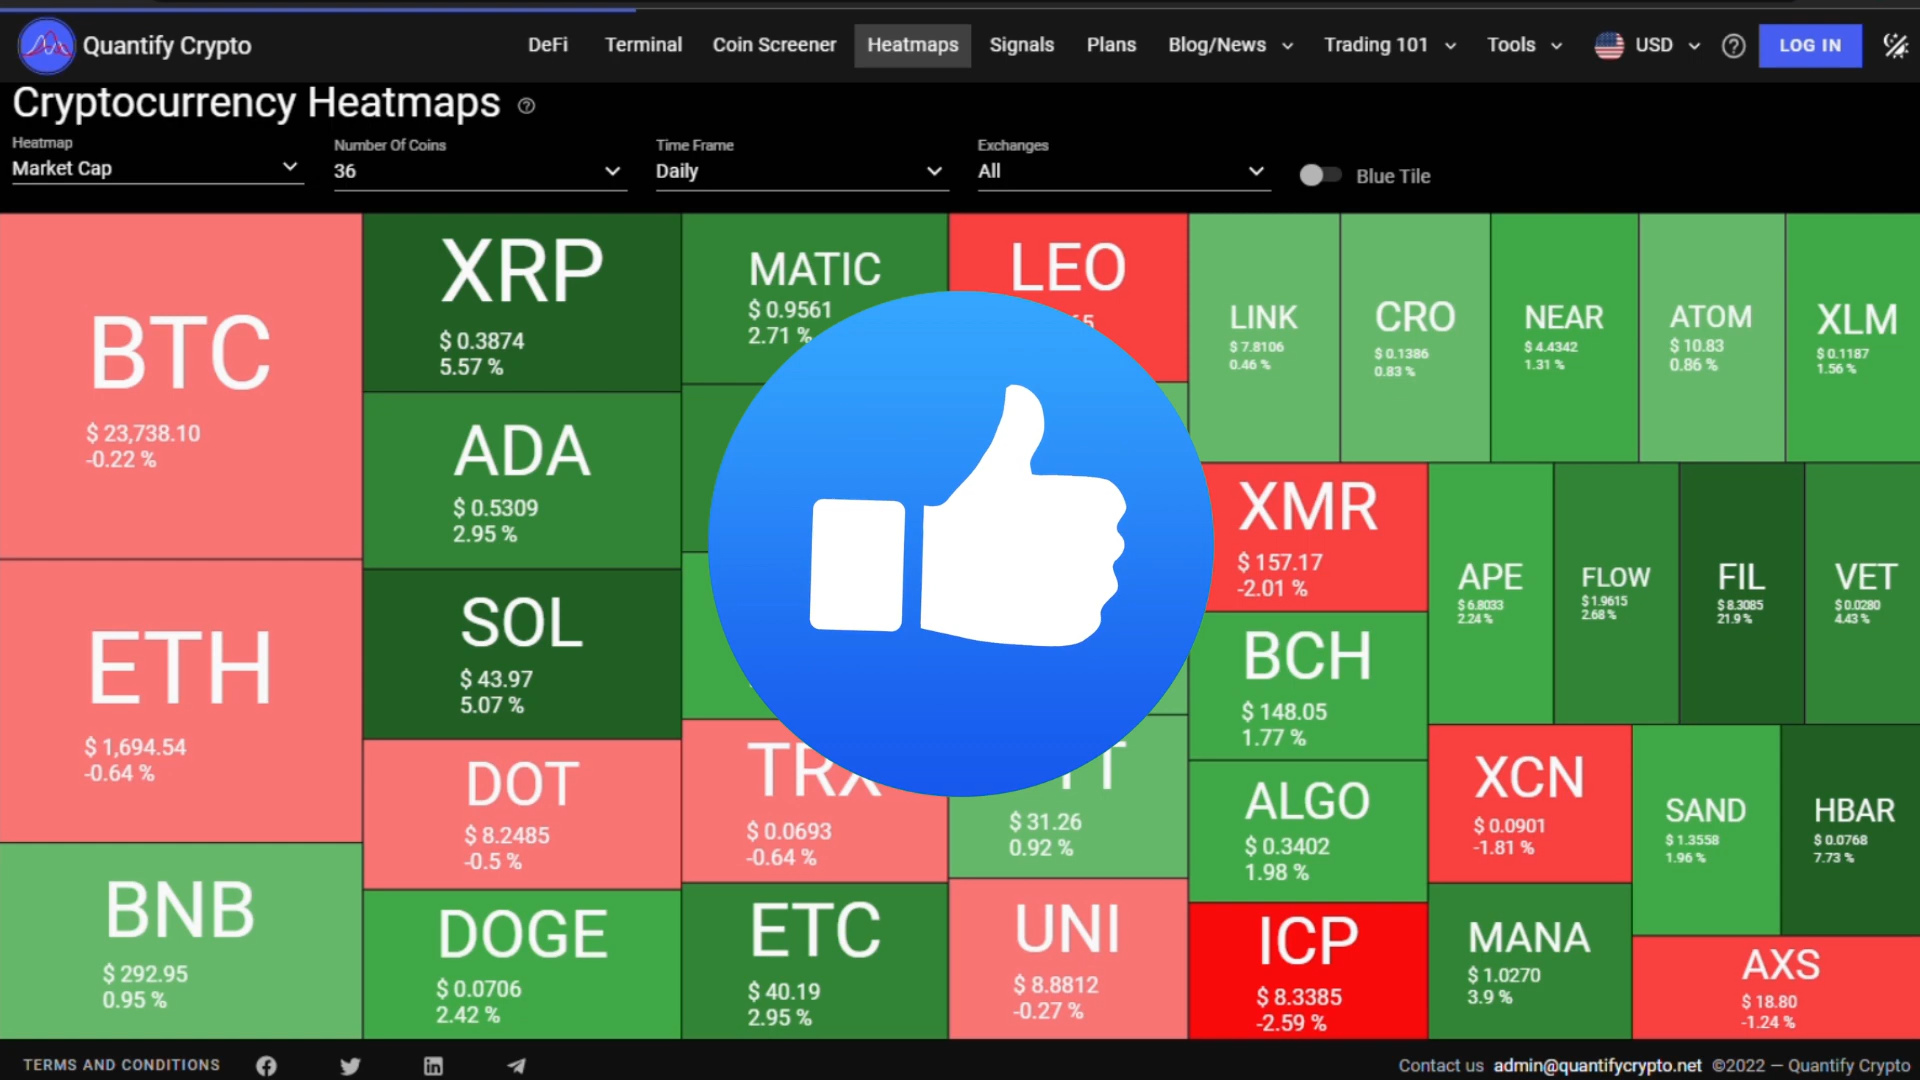 Quantify Crypto
DeFi
Terminal
Coin Screener
Heatmaps
Signals
Plans
Blog/News
Trading 101
Tools
USD
LOG IN
Cryptocurrency Heatmaps
Heatmap
Market Cap
Number Of Coins
36
Time Frame
Daily
Exchanges
All
Blue Tile
BTC
$ 23,738.10
-0.22 %
ETH
$ 1,694.54
-0.64 %
BNB
$ 292.95
0.95 %
XRP
$ 0.3874
5.57 %
ADA
$ 0.5309
2.95 %
SOL
$ 43.97
5.07 %
DOT
$ 8.2485
-0.5 %
DOGE
$ 0.0706
2.42 %
MATIC
$ 0.9561
2.71 %
TRX
$ 0.0693
-0.64 %
ETC
$ 40.19
2.95 %
LEO
$ 31.26
0.92 %
UNI
$ 8.8812
-0.27 %
LINK
$ 7.8106
0.46 %
CRO
$ 0.1386
0.83 %
NEAR
$ 4.4342
1.31 %
ATOM
$ 10.83
0.86 %
XLM
$ 0.1187
1.56 %
XMR
$ 157.17
-2.01 %
BCH
$ 148.05
1.77 %
ALGO
$ 0.3402
1.98 %
ICP
$ 8.3385
-2.59 %
APE
$ 6.8033
2.24 %
FLOW
$ 1.9615
2.68 %
FIL
$ 8.3085
21.9 %
VET
$ 0.0280
4.43 %
XCN
$ 0.0901
-1.81 %
MANA
$ 1.0270
3.9 %
SAND
$ 1.3558
1.96 %
HBAR
$ 0.0768
7.73 %
AXS
$ 18.80
-1.24 %
TERMS AND CONDITIONS
Contact us admin@quantifycrypto.net ©2022 — Quantify Crypto